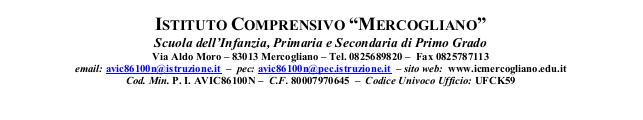 ISTITUTO COMPRENSIVO “MERCOGLIANO”
Scuola dell’Infanzia, Primaria e Secondaria di Primo Grado
Via Aldo Moro – 83013 Mercogliano – Tel. 0825689820 – Fax 0825787113
email: avic86100n@istruzione.it – pec: avic86100n@pec.istruzione.it – sito web: www.icmercogliano.edu.it
Cod. Min. P. I. AVIC86100N – C.F. 80007970645 – Codice Univoco Ufficio: UFCK59